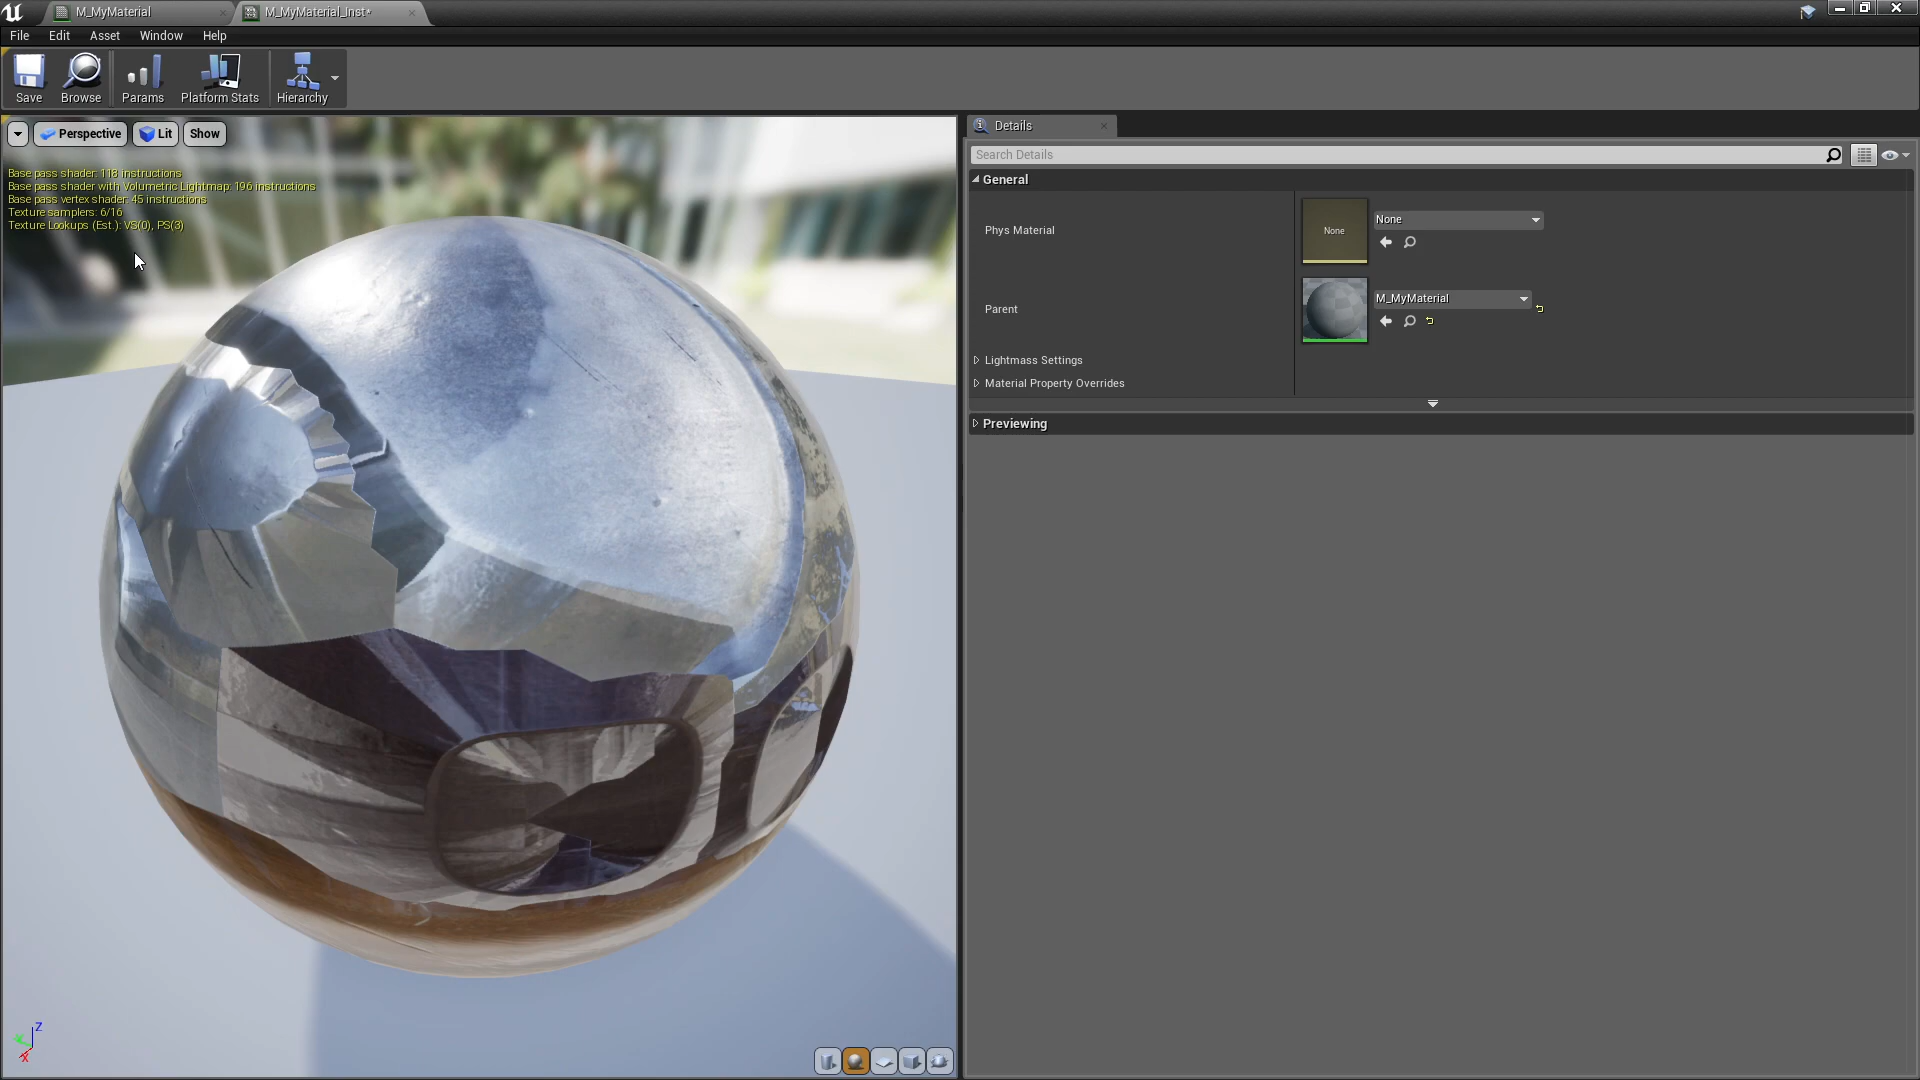 M_MyMaterial
M_MyMaterial_Inst*
File Edit Asset Window Help
Save Browse Params Platform Stats Hierarchy
Perspective Lit Show
Base pass shader: 118 instructions
Base pass shader with Volumetric Lightmap: 196 instructions
Base pass vertex shader: 45 instructions
Texture samplers: 6/16
Texture Lookups (Est.): VS(0), PS(3)
Z
X
Details
Search Details
General
Phys Material
None
None
Parent
M_MyMaterial
Lightmass Settings
Material Property Overrides
Previewing